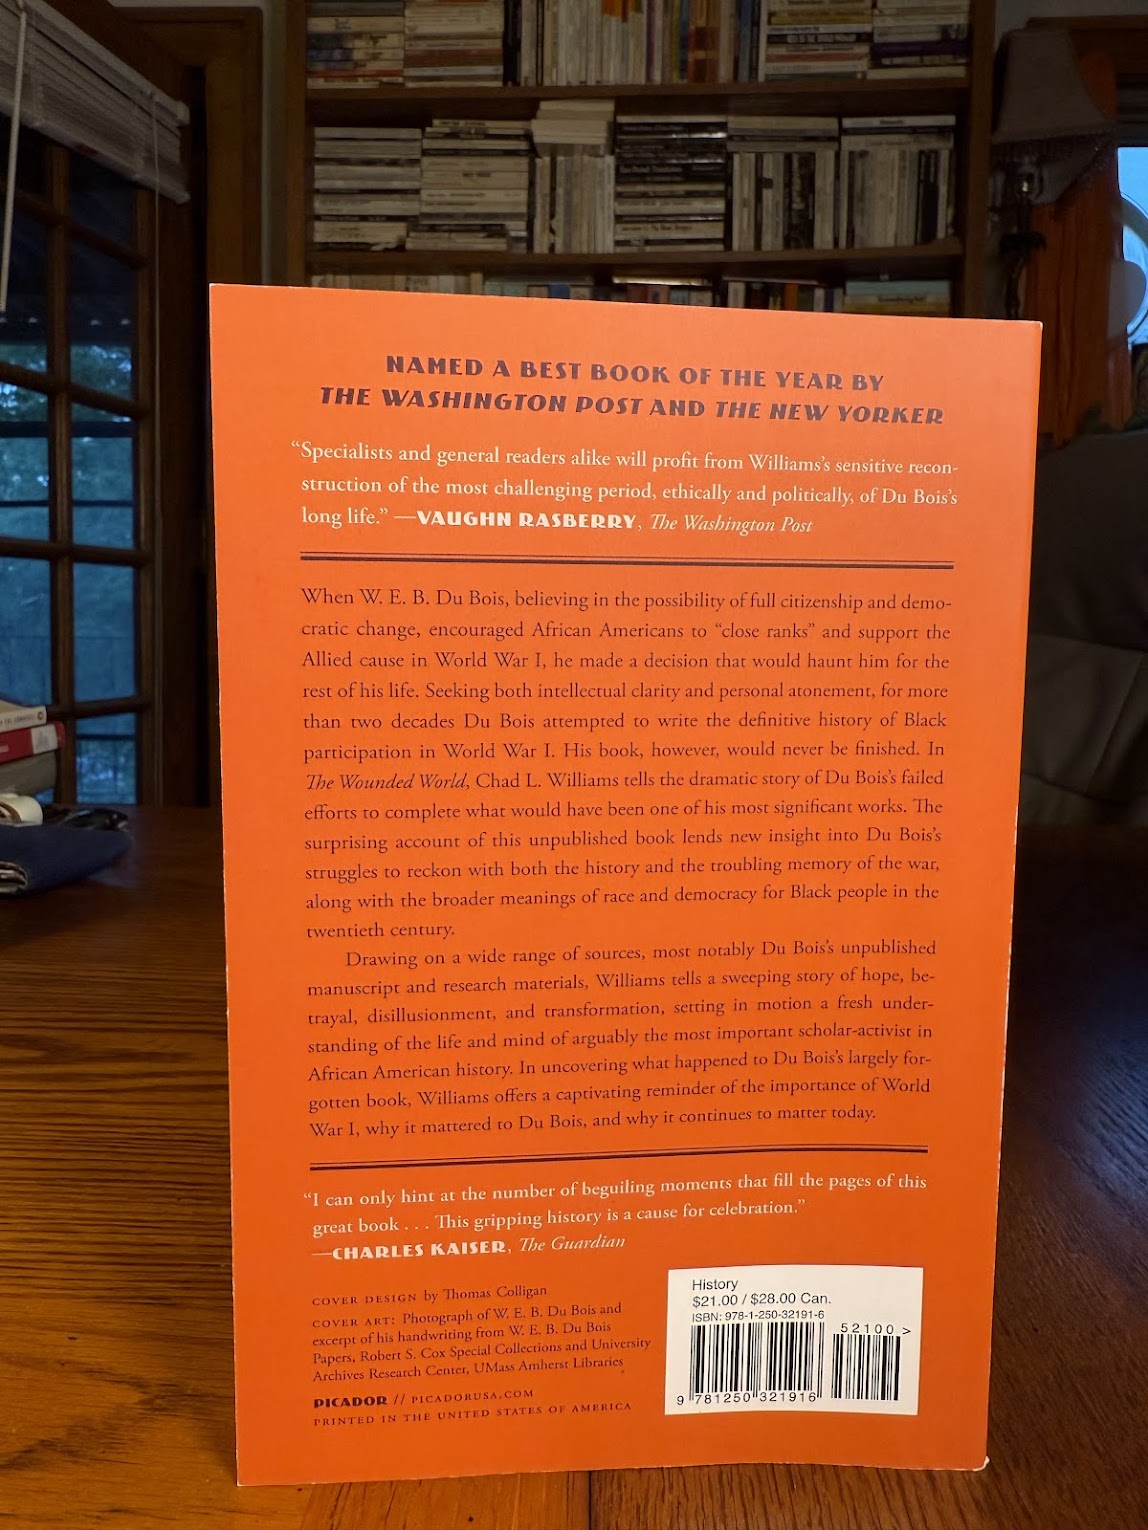 NAMED A BEST BOOK OF THE YEAR BY
THE WASHINGTON POST AND THE NEW YORKER
“Specialists and general readers alike will profit from Williams’s sensitive recon-
struction of the most challenging period, ethically and politically, of Du Bois’s
long life.” —VAUGHN RASBERRY, The Washington Post
When W. E. B. Du Bois, believing in the possibility of full citizenship and demo-
cratic change, encouraged African Americans to “close ranks” and support the
Allied cause in World War I, he made a decision that would haunt him for the
rest of his life. Seeking both intellectual clarity and personal atonement, for more
than two decades Du Bois attempted to write the definitive history of Black
participation in World War I. His book, however, would never be finished. In
The Wounded World, Chad L. Williams tells the dramatic story of Du Bois’s failed
efforts to complete what would have been one of his most significant works. The
surprising account of this unpublished book lends new insight into Du Bois’s
struggles to reckon with both the history and the troubling memory of the war,
along with the broader meanings of race and democracy for Black people in the
twentieth century.
Drawing on a wide range of sources, most notably Du Bois’s unpublished
manuscript and research materials, Williams tells a sweeping story of hope, be-
trayal, disillusionment, and transformation, setting in motion a fresh under-
standing of the life and mind of arguably the most important scholar-activist in
African American history. In uncovering what happened to Du Bois’s largely for-
gotten book, Williams offers a captivating reminder of the importance of World
War I, why it mattered to Du Bois, and why it continues to matter today.
“I can only hint at the number of beguiling moments that fill the pages of this
great book . . . This gripping history is a cause for celebration.”
—CHARLES KAISER, The Guardian
COVER DESIGN by Thomas Colligan
COVER ART: Photograph of W. E. B. Du Bois and
excerpt of his handwriting from W. E. B. Du Bois
Papers, Robert S. Cox Special Collections and University
Archives Research Center, UMass Amherst Libraries
PICADOR // PICADORUSA.COM
PRINTED IN THE UNITED STATES OF AMERICA
History
$21.00 / $28.00 Can.
ISBN: 978-1-250-32191-6
52100>
9 781250 321916